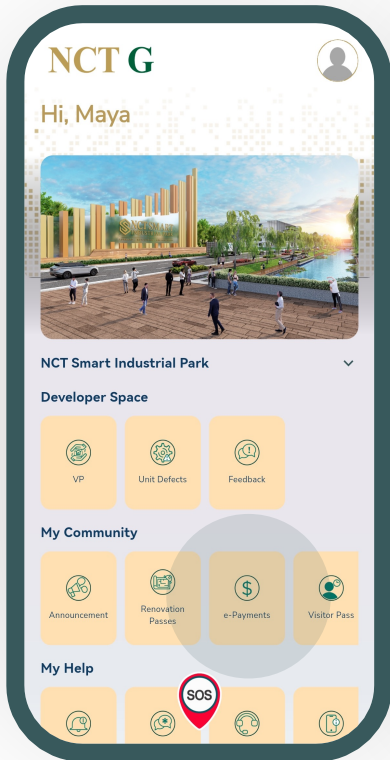 NCT G
Hi, Maya
NCT Smart Industrial Park
Developer Space
VP
Unit Defects
Feedback
My Community
Announcement
Renovation
Passes
e-Payments
Visitor Pass
My Help
SOS